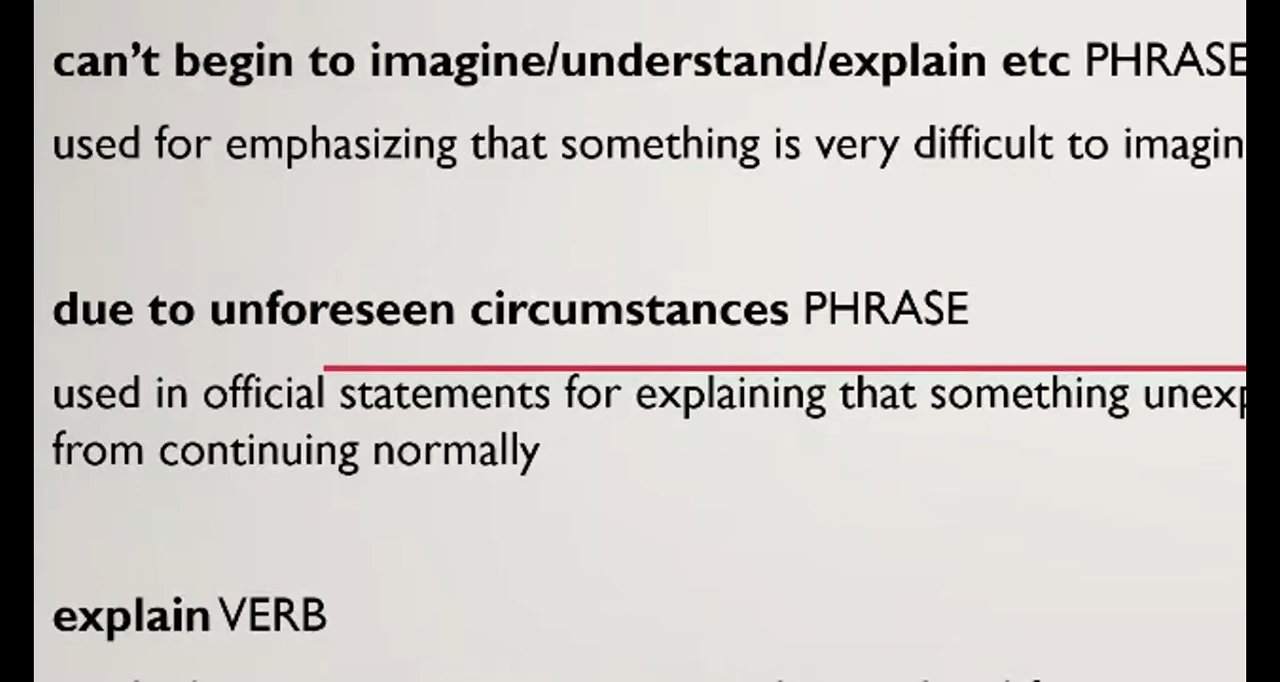 can’t begin to imagine/understand/explain etc PHRASE
used for emphasizing that something is very difficult to imagin
due to unforeseen circumstances PHRASE
used in official statements for explaining that something unexp
from continuing normally
explain VERB